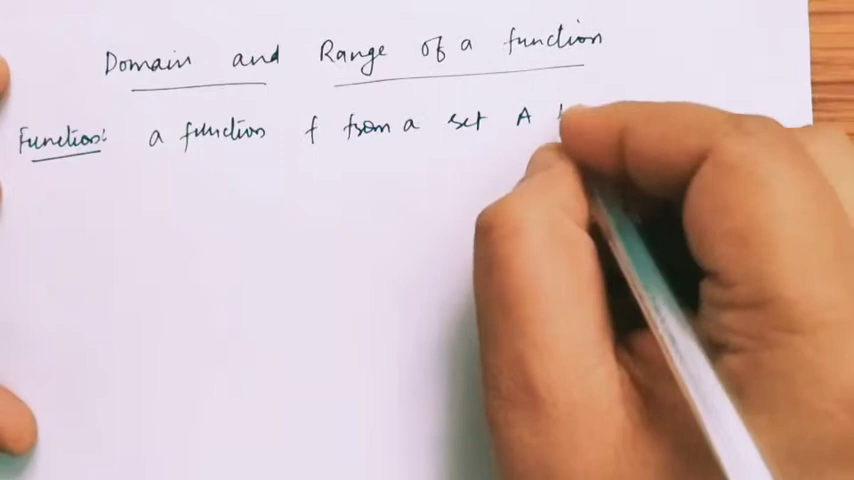 Domain and Range of a function
Function: a function f from a set A